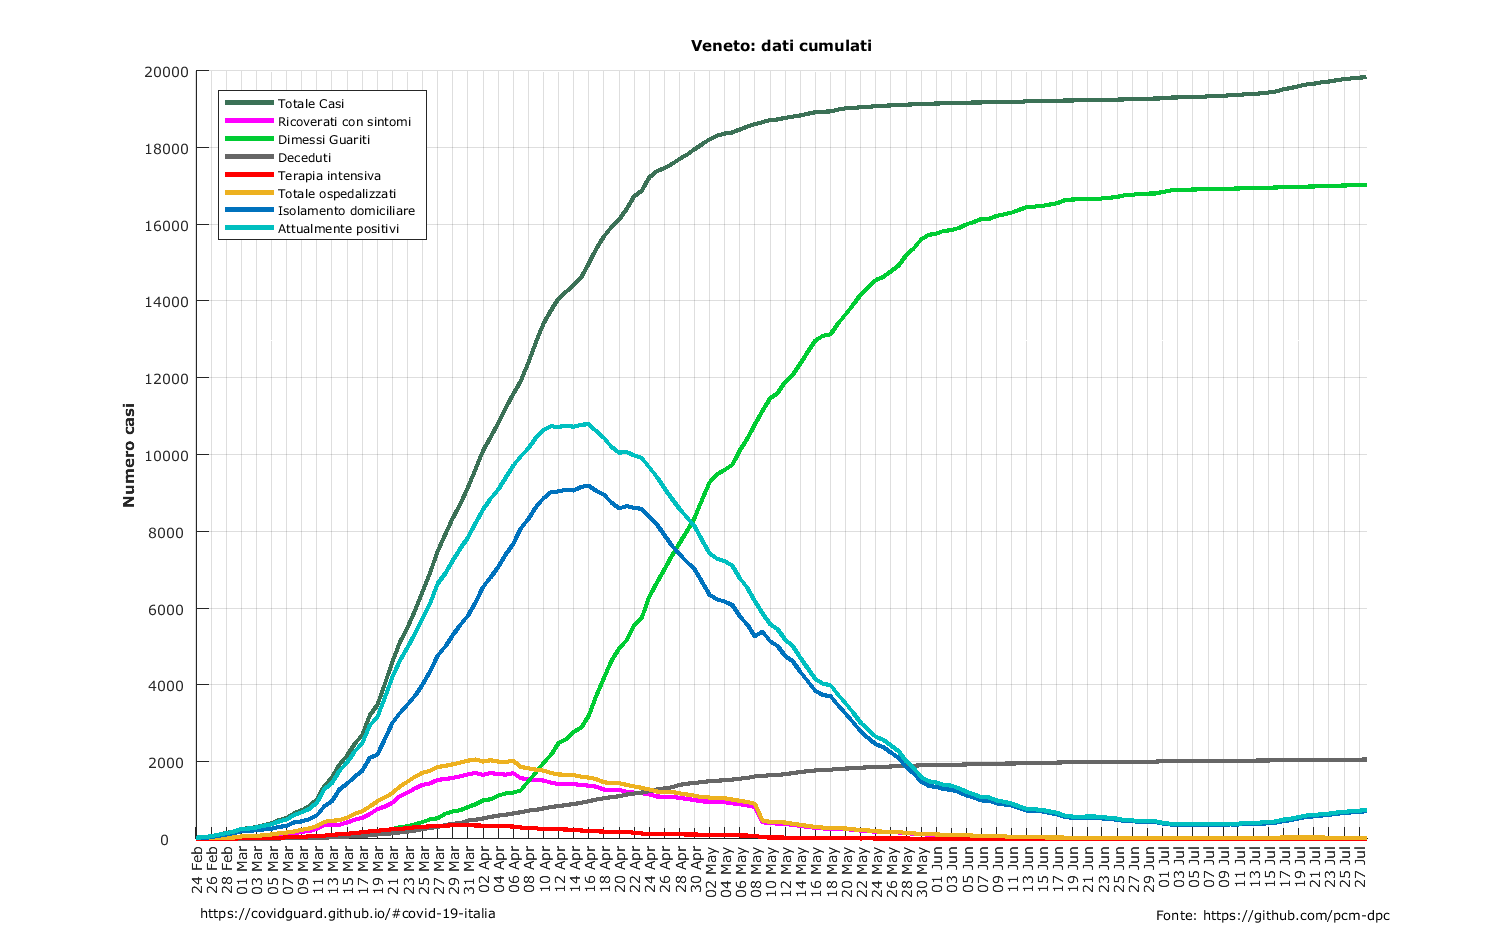 Veneto: dati cumulati
20000
18000
16000
14000
12000
10000
8000
6000
4000
2000
0
Numero casi
Totale Casi
Ricoverati con sintomi
Dimessi Guariti
Deceduti
Terapia intensiva
Totale ospedalizzati
Isolamento domiciliare
Attualmente positivi
24 Feb
26 Feb
28 Feb
01 Mar
03 Mar
05 Mar
07 Mar
09 Mar
11 Mar
13 Mar
15 Mar
17 Mar
19 Mar
21 Mar
23 Mar
25 Mar
27 Mar
29 Mar
31 Mar
02 Apr
04 Apr
06 Apr
08 Apr
10 Apr
12 Apr
14 Apr
16 Apr
18 Apr
20 Apr
22 Apr
24 Apr
26 Apr
28 Apr
30 Apr
02 May
04 May
06 May
08 May
10 May
12 May
14 May
16 May
18 May
20 May
22 May
24 May
26 May
28 May
30 May
01 Jun
03 Jun
05 Jun
07 Jun
09 Jun
11 Jun
13 Jun
15 Jun
17 Jun
19 Jun
21 Jun
23 Jun
25 Jun
27 Jun
29 Jun
01 Jul
03 Jul
05 Jul
07 Jul
09 Jul
11 Jul
13 Jul
15 Jul
17 Jul
19 Jul
21 Jul
23 Jul
25 Jul
27 Jul
https://covidguard.github.io/#covid-19-italia
Fonte: https://github.com/pcm-dpc